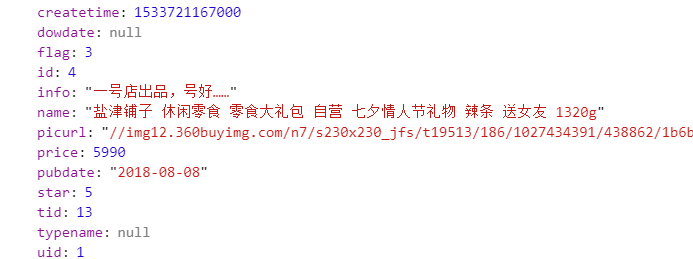 createtime: 1533721167000
dowdate: null
flag: 3
id: 4
info: "一号店出品，号好……"
name: "盐津铺子 休闲零食 零食大礼包 自营 七夕情人节礼物 辣条 送女友 1320g"
picurl: "//img12.360buyimg.com/n7/s230x230_jfs/t19513/186/1027434391/438862/1b6b
price: 5990
pubdate: "2018-08-08"
star: 5
tid: 13
typename: null
uid: 1